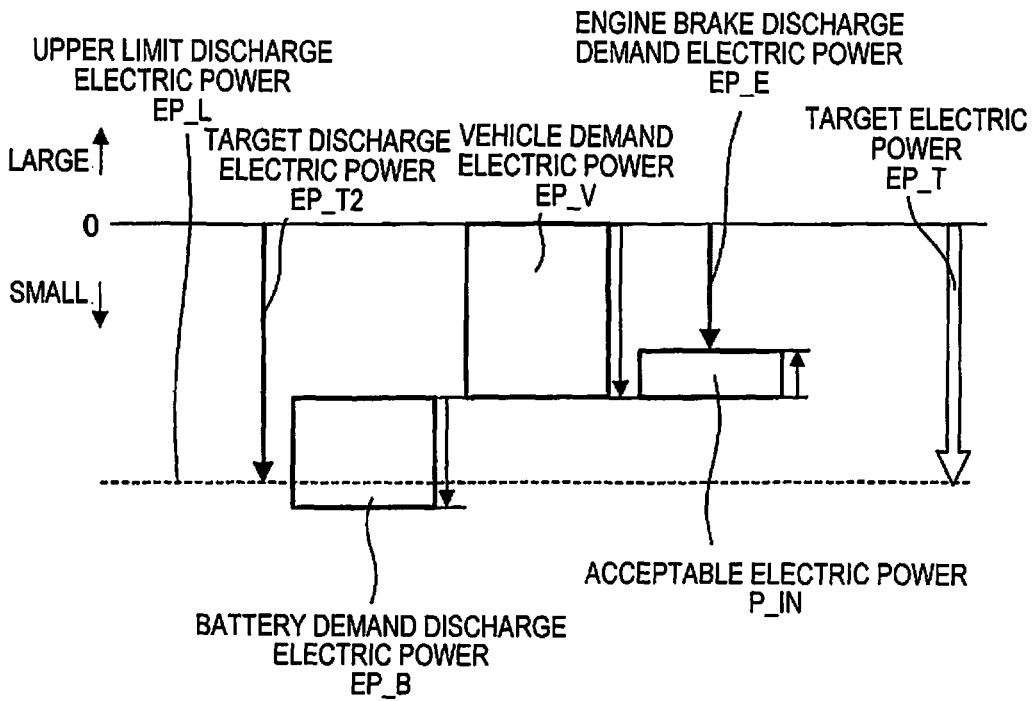 UPPER LIMIT DISCHARGE
ELECTRIC POWER
EP_L
ENGINE BRAKE DISCHARGE
DEMAND ELECTRIC POWER
EP_E
TARGET DISCHARGE
ELECTRIC POWER
EP_T2
VEHICLE DEMAND
ELECTRIC POWER
EP_V
TARGET ELECTRIC
POWER
EP_T
LARGE
0
SMALL
ACCEPTABLE ELECTRIC POWER
P_IN
BATTERY DEMAND DISCHARGE
ELECTRIC POWER
EP_B